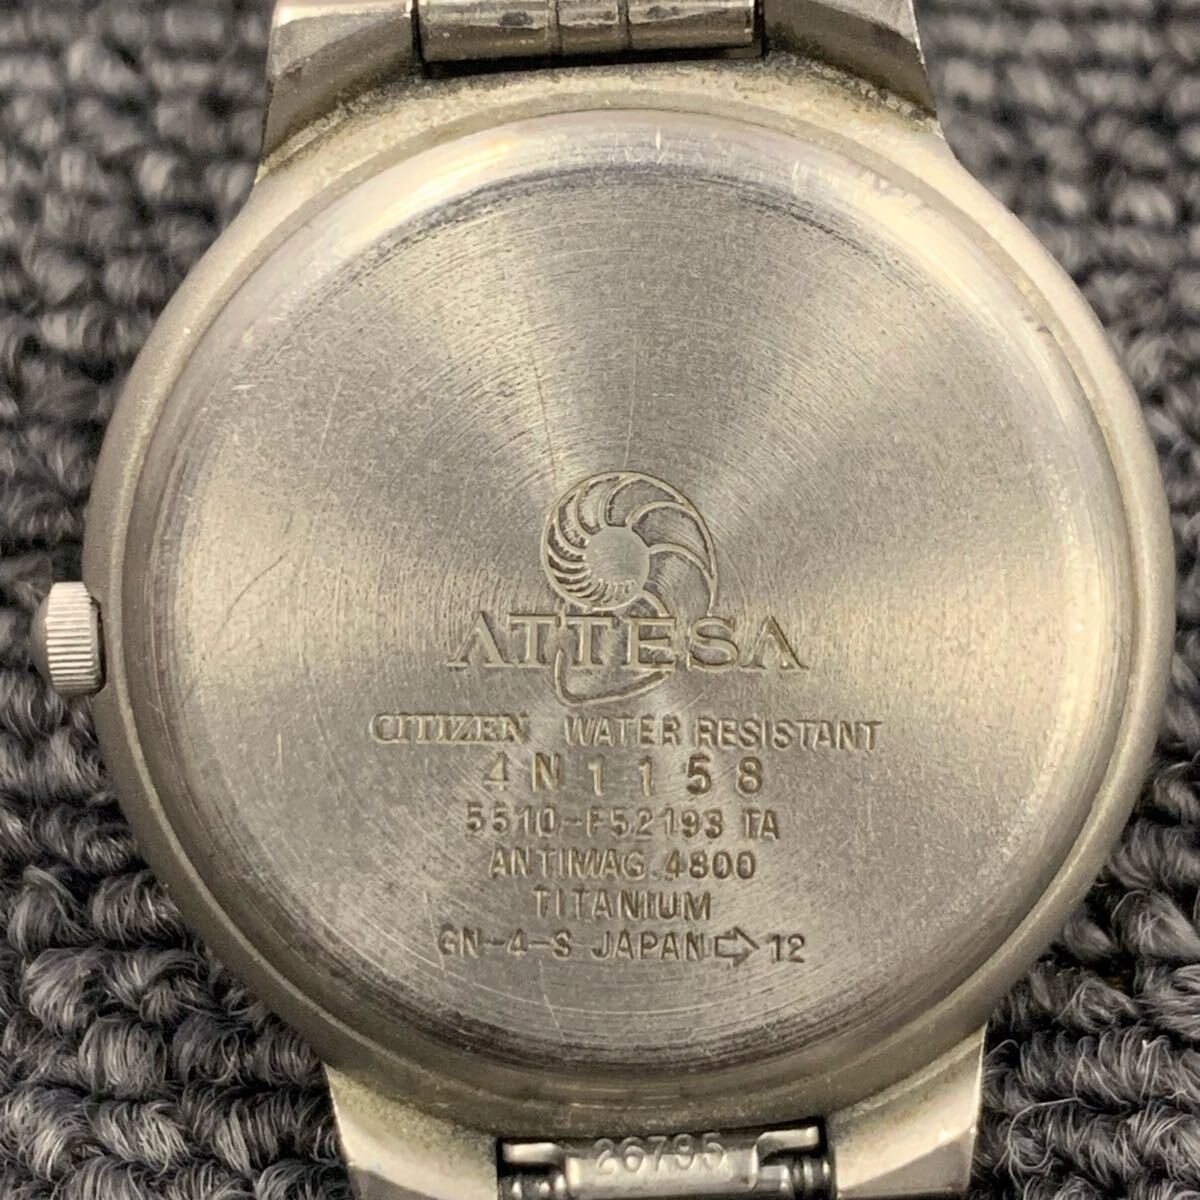 ATTESA
CITIZEN WATER RESISTANT
4N1158
5510-F52193 TA
ANTIMAG.4800
TITANIUM
GN-4-S JAPAN⇨12
26795